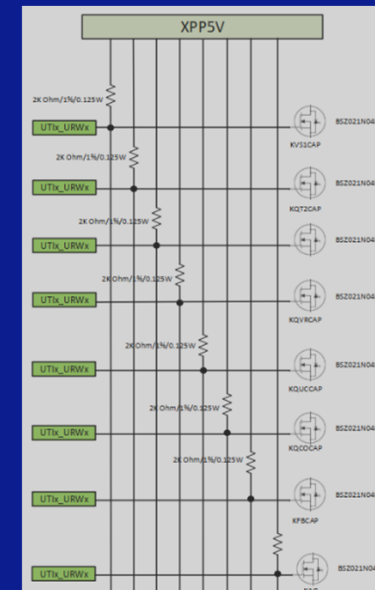 XPP5V
2K Ohm/1%/0.125W
UTIx_URWx
BSZ021N04
KVS1CAP
2K Ohm/1%/0.125W
UTIx_URWx
BSZ021N04
KQT2CAP
2K Ohm/1%/0.125W
UTIx_URWx
BSZ021N04
2K Ohm/1%/0.125W
UTIx_URWx
BSZ021N04
KQVRCAP
2K Ohm/1%/0.125W
UTIx_URWx
BSZ021N04
KQUCCAP
2K Ohm/1%/0.125W
UTIx_URWx
BSZ021N04
KQCOCAP
2K Ohm/1%/0.125W
UTIx_URWx
BSZ021N04
KFBCAP
UTIx_URWx
BSZ021N04